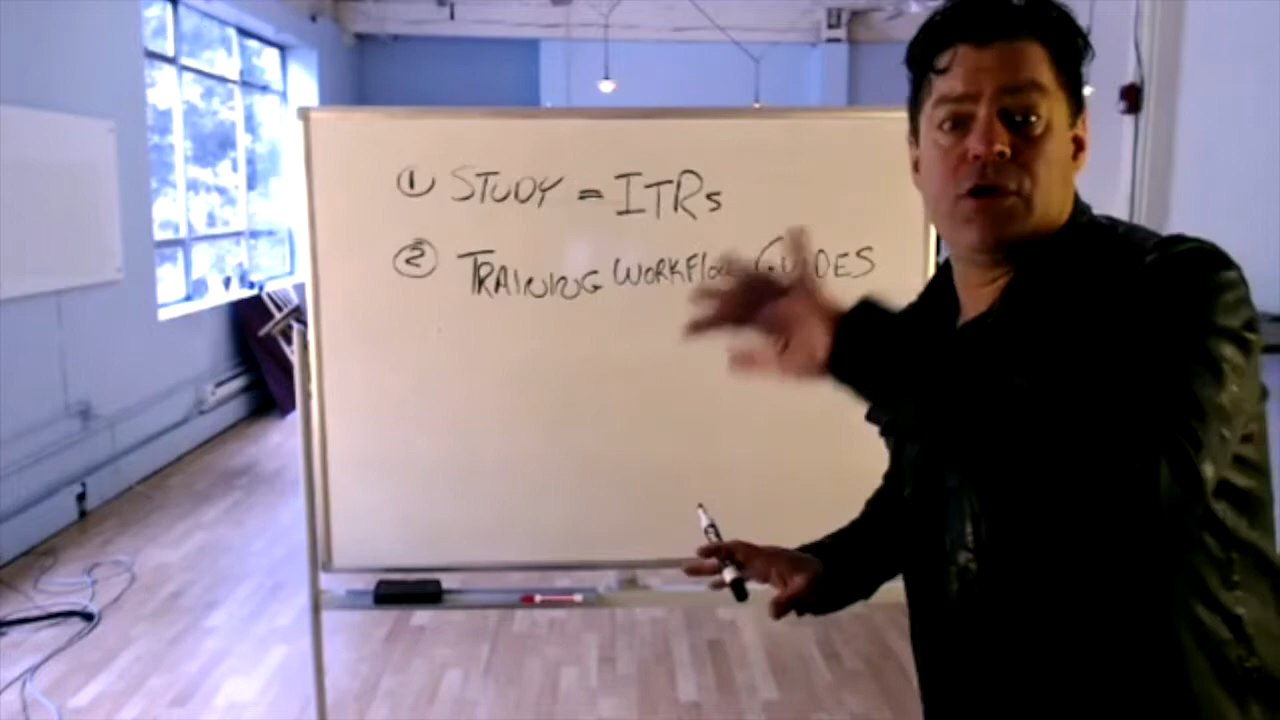 ① STUDY = ITRs
② TRAINING WORKFLOW GUIDES